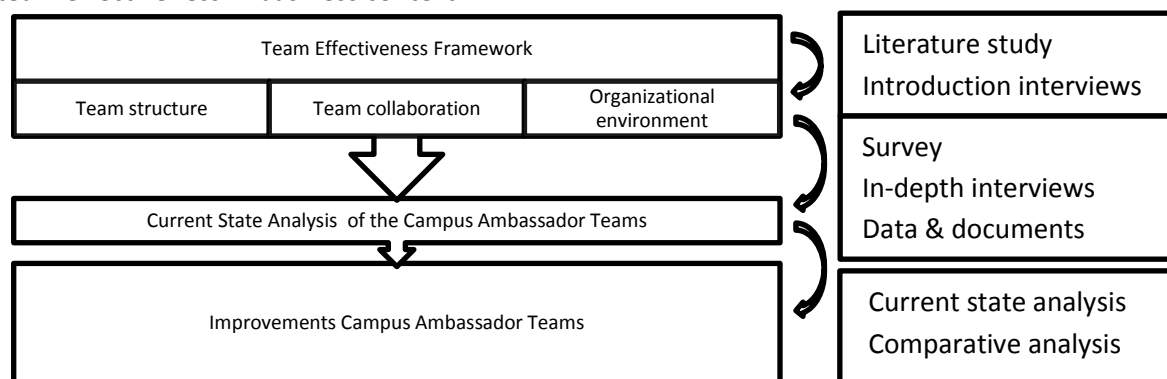 Team Effectiveness Framework
Team structure
Team collaboration
Organizational
environment
Literature study
Introduction interviews
Survey
In-depth interviews
Data & documents
Current State Analysis of the Campus Ambassador Teams
Improvements Campus Ambassador Teams
Current state analysis
Comparative analysis